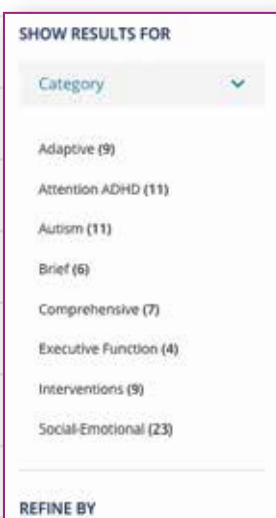 SHOW RESULTS FOR
Category
Adaptive (9)
Attention ADHD (11)
Autism (11)
Brief (6)
Comprehensive (7)
Executive Function (4)
Interventions (9)
Social-Emotional (23)
REFINE BY